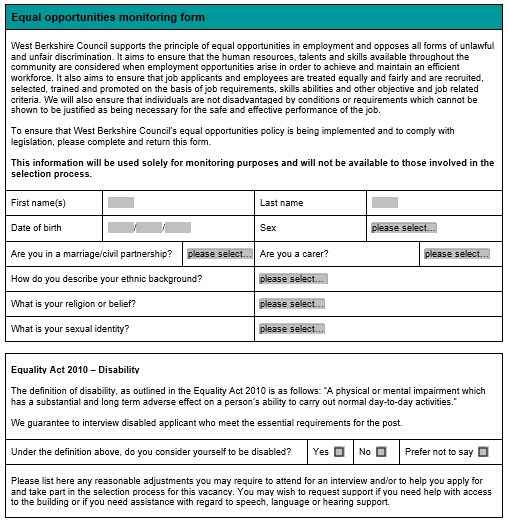 Equal opportunities monitoring form
West Berkshire Council supports the principle of equal opportunities in employment and opposes all forms of unlawful
and unfair discrimination. It aims to ensure that the human resources, talents and skills available throughout the
community are considered when employment opportunities arise in order to achieve and maintain an efficient
workforce. It also aims to ensure that job applicants and employees are treated equally and fairly and are recruited,
selected, trained and promoted on the basis of job requirements, skills abilities and other objective and job related
criteria. We will also ensure that individuals are not disadvantaged by conditions or requirements which cannot be
shown to be justified as being necessary for the safe and effective performance of the job.
To ensure that West Berkshire Council's equal opportunities policy is being implemented and to comply with
legislation, please complete and return this form.
This information will be used solely for monitoring purposes and will not be available to those involved in the
selection process.
First name(s) Last name
Date of birth / / Sex please select...
Are you in a marriage/civil partnership? please select... Are you a carer? please select...
How do you describe your ethnic background? please select...
What is your religion or belief? please select...
What is your sexual identity? please select...
Equality Act 2010 – Disability
The definition of disability, as outlined in the Equality Act 2010 is as follows: "A physical or mental impairment which
has a substantial and long term adverse effect on a person's ability to carry out normal day-to-day activities."
We guarantee to interview disabled applicant who meet the essential requirements for the post.
Under the definition above, do you consider yourself to be disabled? Yes No Prefer not to say
Please list here any reasonable adjustments you may require to attend for an interview and/or to help you apply for
and take part in the selection process for this vacancy. You may wish to request support if you need help with access
to the building or if you need assistance with regard to speech, language or hearing support.